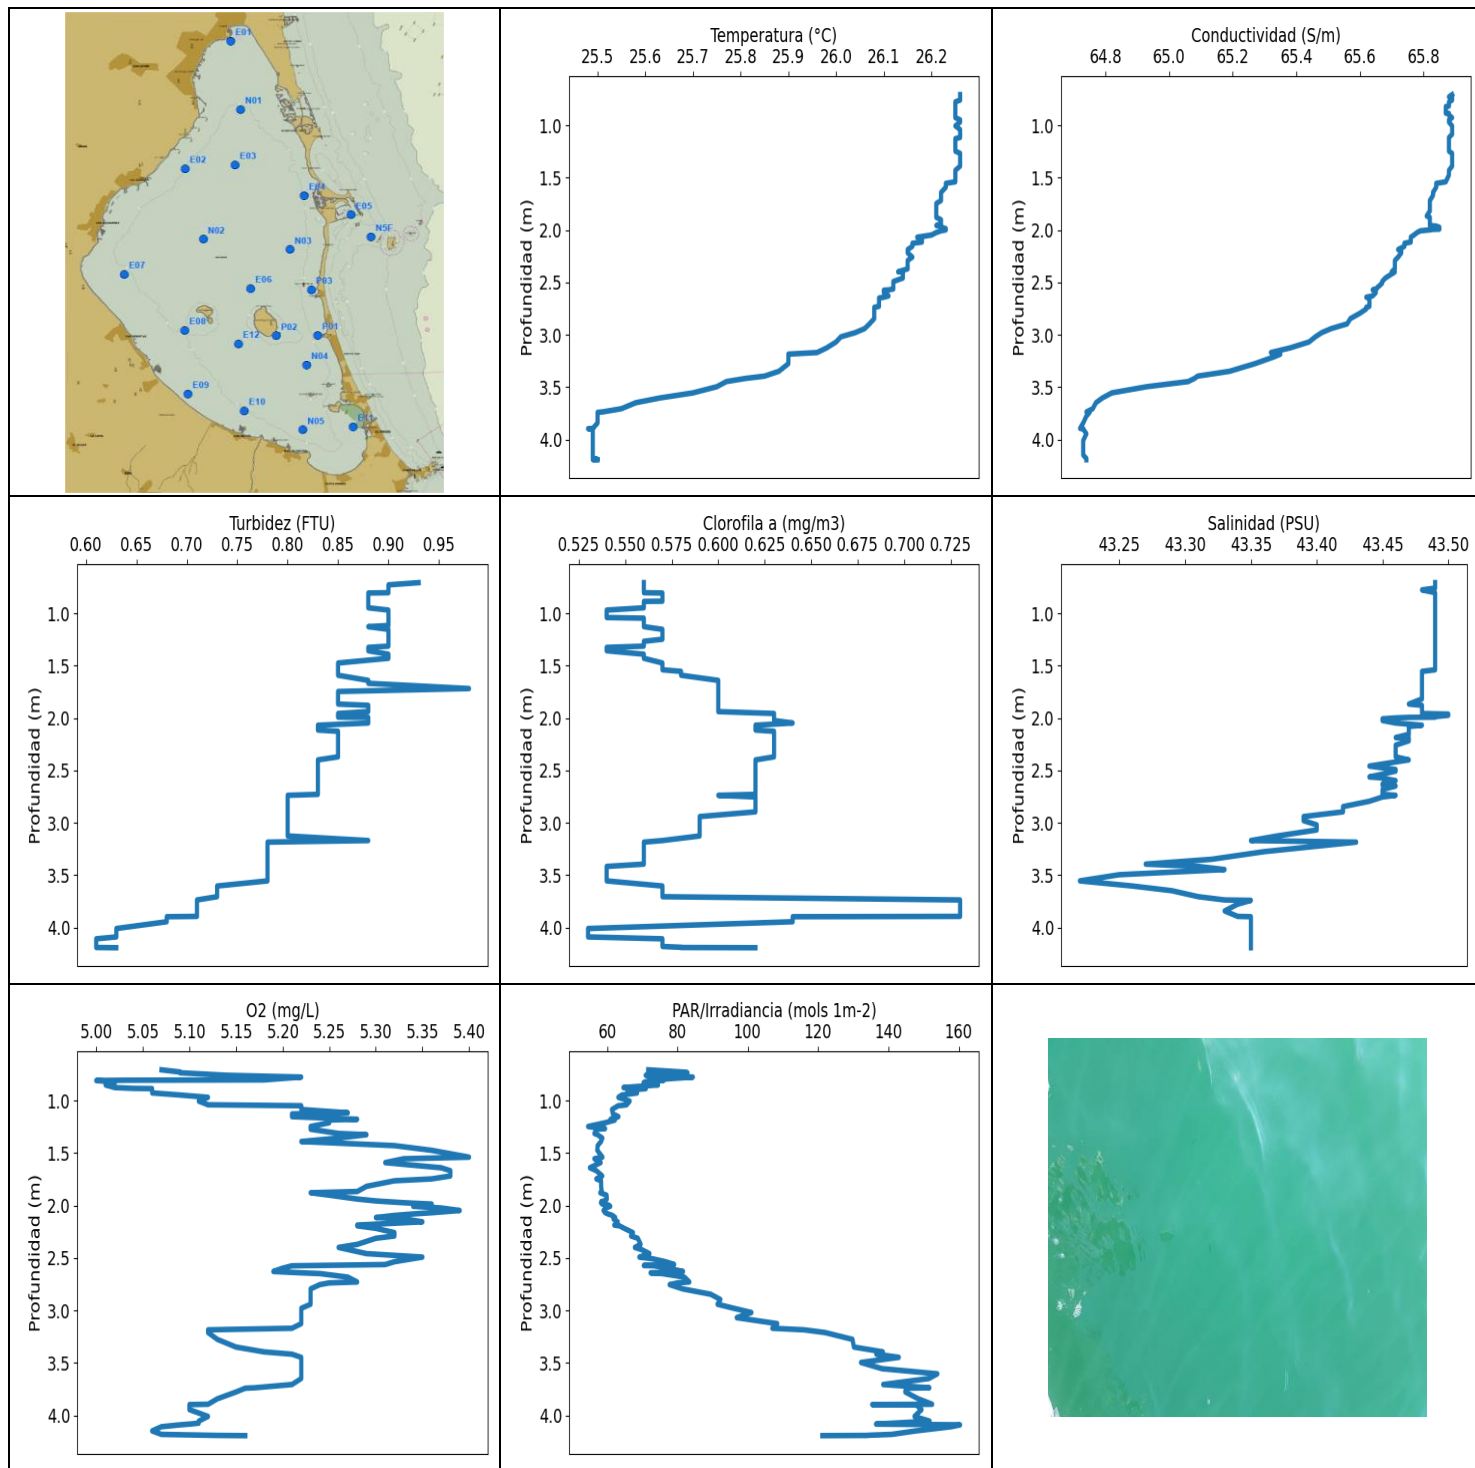 E01
N01
E02
E03
E04
E05
N5F
N02
N03
E07
E06
P03
E08
P02
P01
E12
N04
E09
E10
N05
E11
Temperatura (°C)
25.5 25.6 25.7 25.8 25.9 26.0 26.1 26.2
Profundidad (m)
1.0
1.5
2.0
2.5
3.0
3.5
4.0
Conductividad (S/m)
64.8 65.0 65.2 65.4 65.6 65.8
Profundidad (m)
1.0
1.5
2.0
2.5
3.0
3.5
4.0
Turbidez (FTU)
0.60 0.65 0.70 0.75 0.80 0.85 0.90 0.95
Profundidad (m)
1.0
1.5
2.0
2.5
3.0
3.5
4.0
Clorofila a (mg/m3)
0.525 0.550 0.575 0.600 0.625 0.650 0.675 0.700 0.725
Profundidad (m)
1.0
1.5
2.0
2.5
3.0
3.5
4.0
Salinidad (PSU)
43.25 43.30 43.35 43.40 43.45 43.50
Profundidad (m)
1.0
1.5
2.0
2.5
3.0
3.5
4.0
O2 (mg/L)
5.00 5.05 5.10 5.15 5.20 5.25 5.30 5.35 5.40
Profundidad (m)
1.0
1.5
2.0
2.5
3.0
3.5
4.0
PAR/Irradiancia (mols 1m-2)
60 80 100 120 140 160
Profundidad (m)
1.0
1.5
2.0
2.5
3.0
3.5
4.0